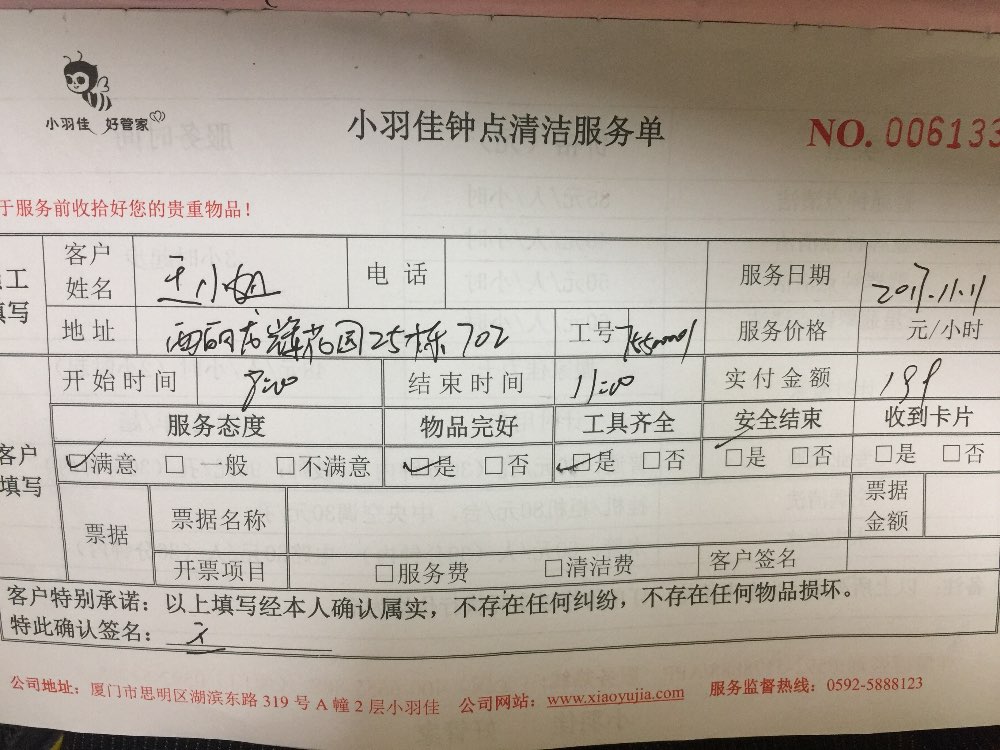 小羽佳 好管家
小羽佳钟点清洁服务单
NO. 006133
于服务前收拾好您的贵重物品！
工填写
客户姓名 王小姐 电话 服务日期 2017.11.11
地址 西丽龙辉花园25栋702 工号 服务价格 元/小时
开始时间 8:00 结束时间 11:00 实付金额 199
客户填写
服务态度 物品完好 工具齐全 安全结束 收到卡片
☑满意 □一般 □不满意 ☑是 □否 ☑是 □否 □是 □否 □是 □否
票据 票据名称 票据金额
开票项目 □服务费 □清洁费 客户签名
客户特别承诺：以上填写经本人确认属实，不存在任何纠纷，不存在任何物品损坏。
特此确认签名：王
公司地址：厦门市思明区湖滨东路 319 号 A 幢 2 层小羽佳 公司网站：www.xiaoyujia.com 服务监督热线：0592-5888123